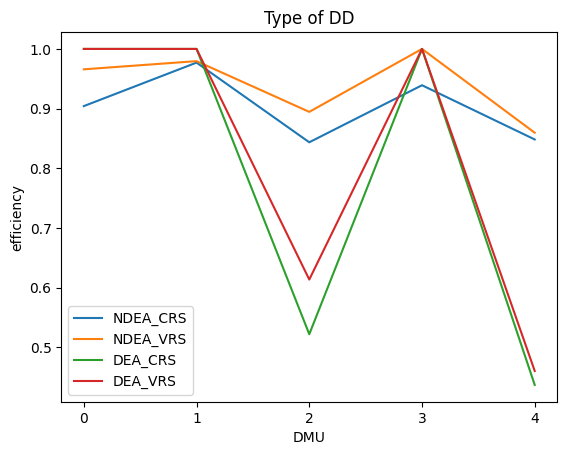 Type of DD
1.0
0.9
0.8
0.7
0.6
0.5
efficiency
NDEA_CRS
NDEA_VRS
DEA_CRS
DEA_VRS
0 1 2 3 4
DMU